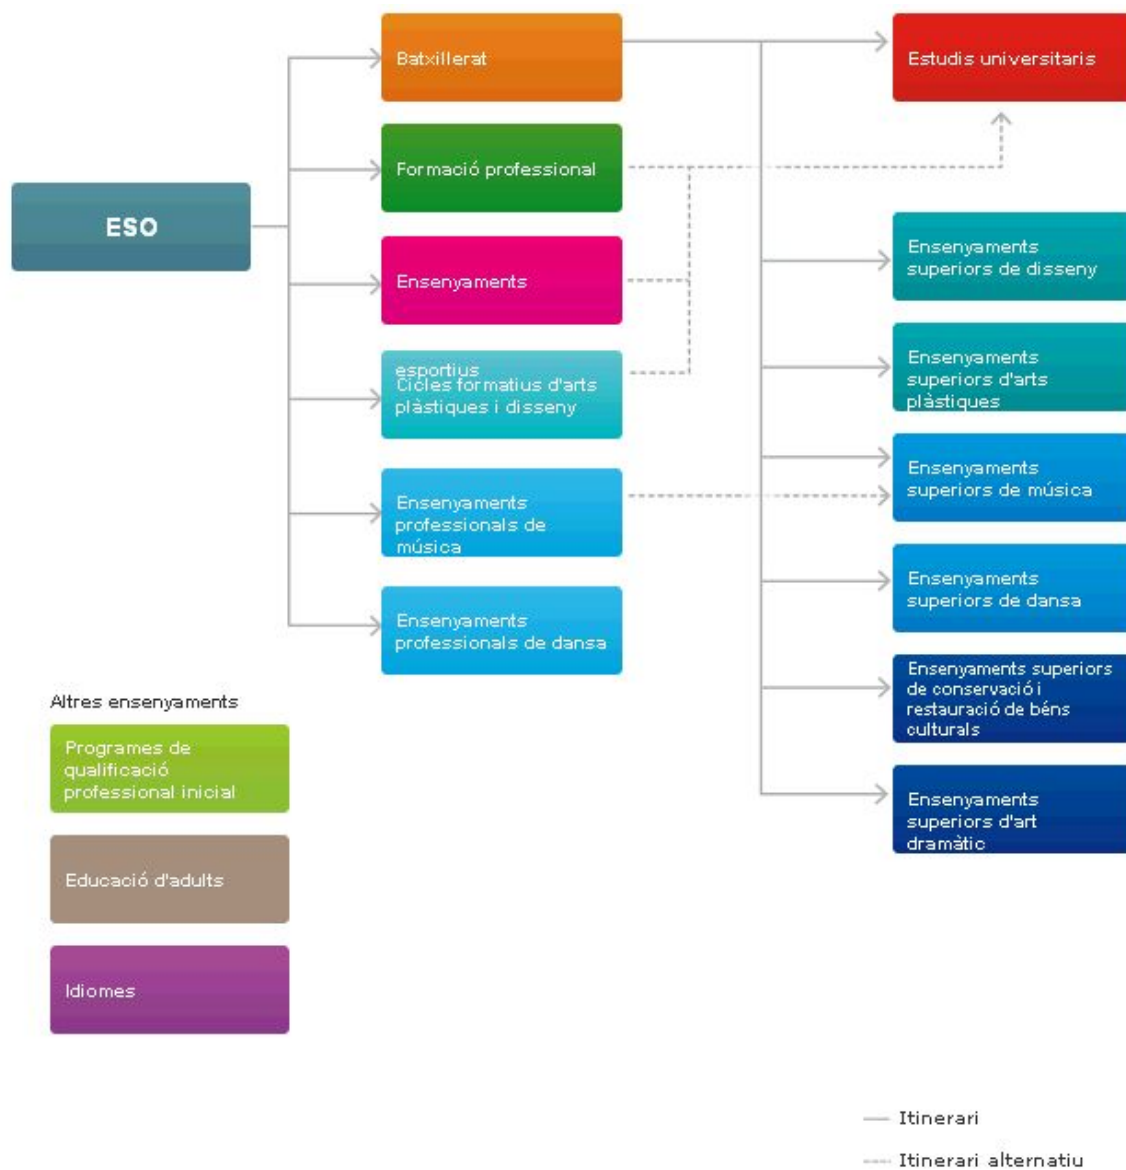 ESO
Batxillerat
Formació professional
Ensenyaments
esportius
Cicles formatius d'arts
plàstiques i disseny
Ensenyaments
professionals de
música
Ensenyaments
professionals de dansa
Estudis universitaris
Ensenyaments
superiors de disseny
Ensenyaments
superiors d'arts
plàstiques
Ensenyaments
superiors de música
Ensenyaments
superiors de dansa
Ensenyaments superiors
de conservació i
restauració de béns
culturals
Ensenyaments
superiors d'art
dramàtic
Altres ensenyaments
Programes de
qualificació
professional inicial
Educació d'adults
Idiomes
Itinerari
Itinerari alternatiu